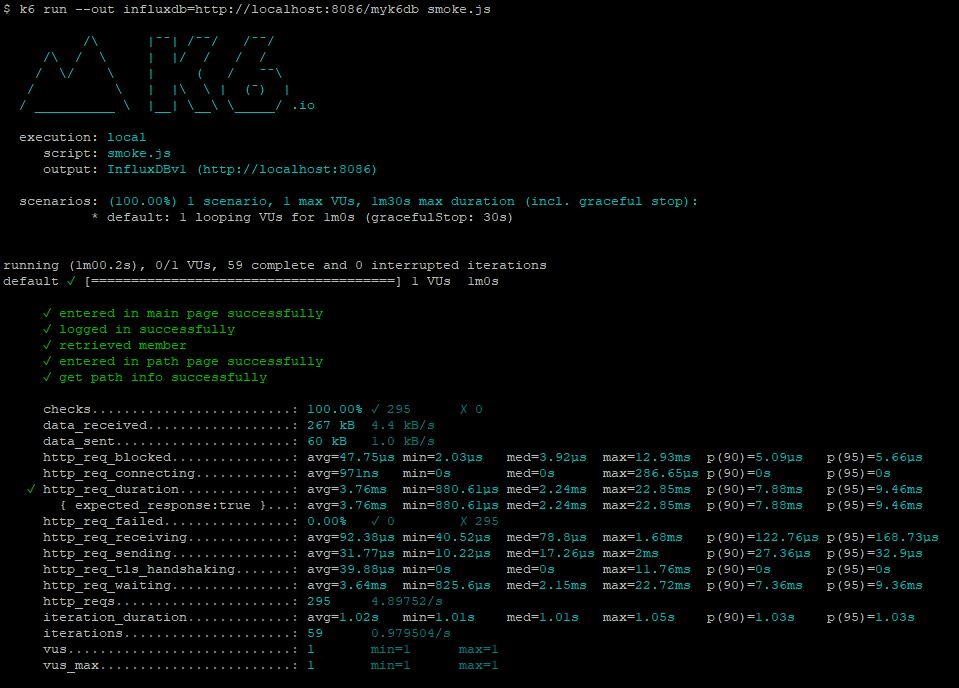 $ k6 run --out influxdb=http://localhost:8086/myk6db smoke.js
          /\      |‾‾| /‾‾/   /‾‾/
     /\  /  \     |  |/  /   /  /
    /  \/    \    |     (   /   ‾‾\
   /          \   |  |\  \ |  (‾)  |
  / __________ \  |__| \__\ \_____/ .io
  execution: local
     script: smoke.js
     output: InfluxDBv1 (http://localhost:8086)
  scenarios: (100.00%) 1 scenario, 1 max VUs, 1m30s max duration (incl. graceful stop):
           * default: 1 looping VUs for 1m0s (gracefulStop: 30s)
running (1m00.2s), 0/1 VUs, 59 complete and 0 interrupted iterations
default ✓ [======================================] 1 VUs  1m0s
     ✓ entered in main page successfully
     ✓ logged in successfully
     ✓ retrieved member
     ✓ entered in path page successfully
     ✓ get path info successfully
     checks.........................: 100.00% ✓ 295      ✗ 0
     data_received..................: 267 kB  4.4 kB/s
     data_sent......................: 60 kB   1.0 kB/s
     http_req_blocked...............: avg=47.75µs min=2.03µs   med=3.92µs  max=12.93ms  p(90)=5.09µs   p(95)=5.66µs
     http_req_connecting............: avg=971ns   min=0s       med=0s      max=286.65µs p(90)=0s       p(95)=0s
   ✓ http_req_duration..............: avg=3.76ms  min=880.61µs med=2.24ms  max=22.85ms  p(90)=7.88ms   p(95)=9.46ms
       { expected_response:true }...: avg=3.76ms  min=880.61µs med=2.24ms  max=22.85ms  p(90)=7.88ms   p(95)=9.46ms
     http_req_failed................: 0.00%   ✓ 0        ✗ 295
     http_req_receiving.............: avg=92.38µs min=40.52µs  med=78.8µs  max=1.68ms   p(90)=122.76µs p(95)=168.73µs
     http_req_sending...............: avg=31.77µs min=10.22µs  med=17.26µs max=2ms      p(90)=27.36µs  p(95)=32.9µs
     http_req_tls_handshaking.......: avg=39.88µs min=0s       med=0s      max=11.76ms  p(90)=0s       p(95)=0s
     http_req_waiting...............: avg=3.64ms  min=825.6µs  med=2.15ms  max=22.72ms  p(90)=7.36ms   p(95)=9.36ms
     http_reqs......................: 295     4.89752/s
     iteration_duration.............: avg=1.02s   min=1.01s    med=1.01s   max=1.05s    p(90)=1.03s    p(95)=1.03s
     iterations.....................: 59      0.979504/s
     vus............................: 1       min=1      max=1
     vus_max........................: 1       min=1      max=1